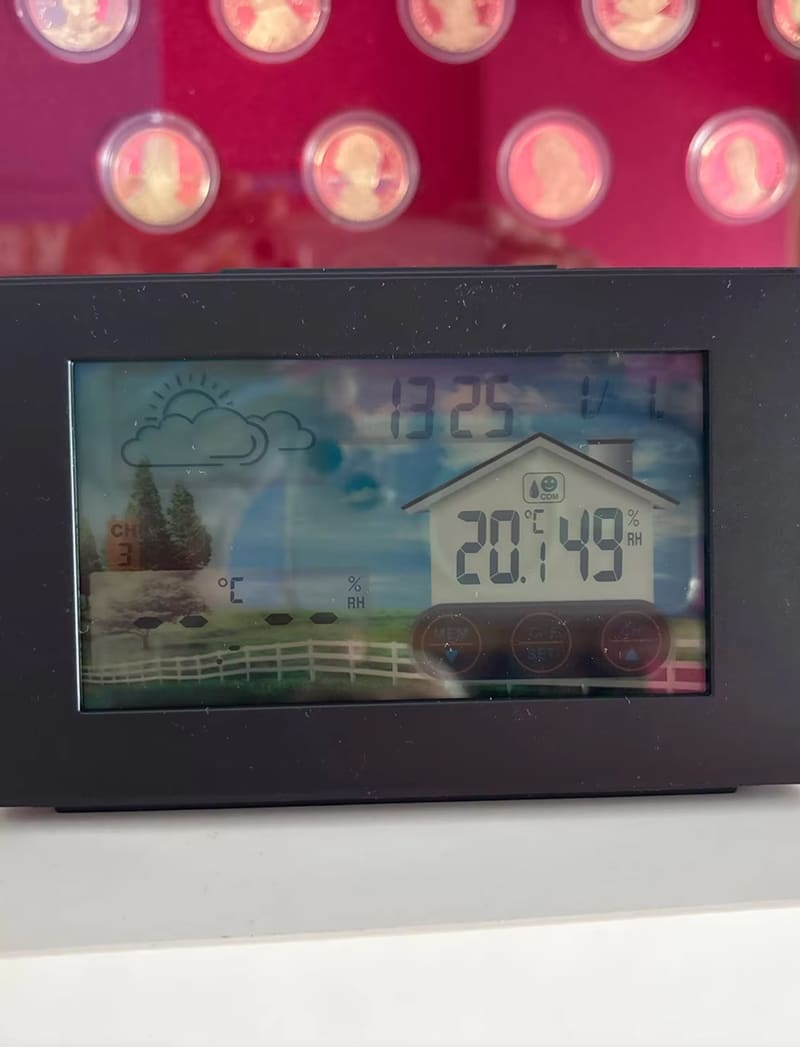 13 25 1/ 1.
COM
20.1 °C 49 % RH
CH
3
°C % RH
-- . - --
MEM
SET